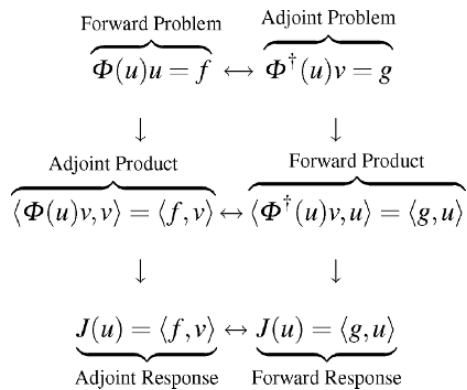 Forward Problem Adjoint Problem
Φ(u)u = f ↔ Φ†(u)v = g
↓ ↓
Adjoint Product Forward Product
⟨Φ(u)v, v⟩ = ⟨f, v⟩ ↔ ⟨Φ†(u)v, u⟩ = ⟨g, u⟩
↓ ↓
J(u) = ⟨f, v⟩ ↔ J(u) = ⟨g, u⟩
Adjoint Response Forward Response